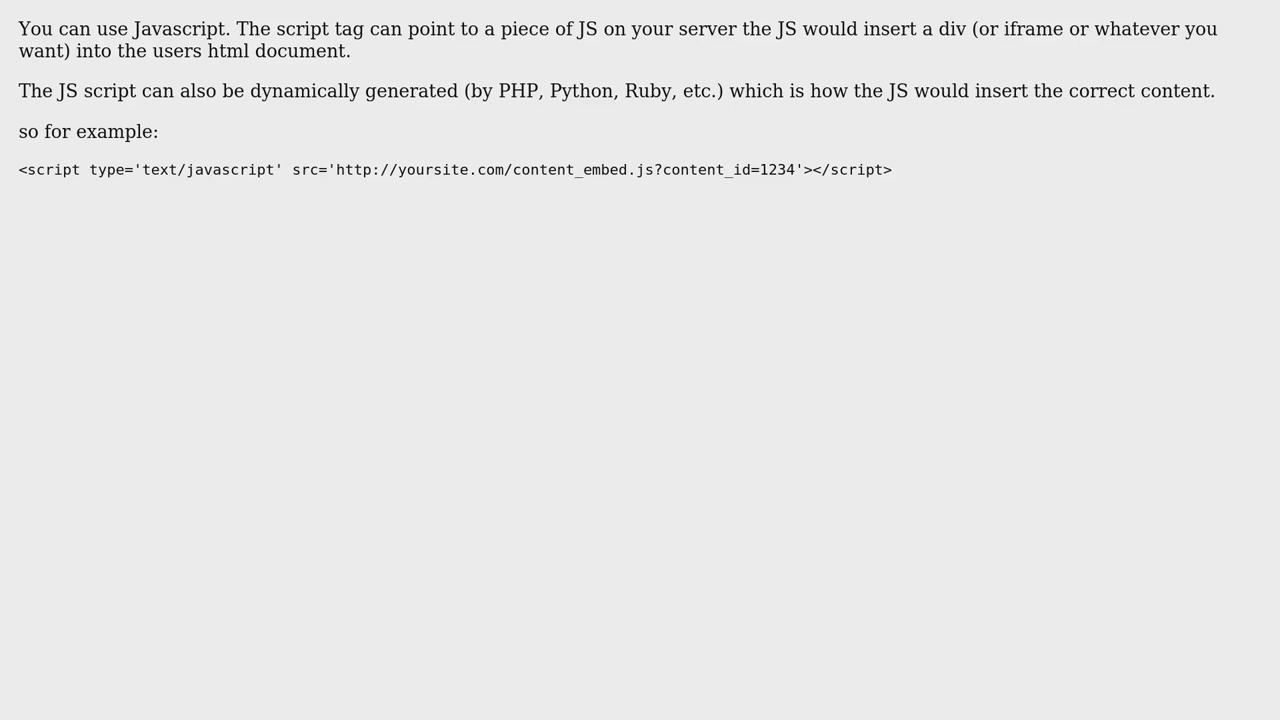 You can use Javascript. The script tag can point to a piece of JS on your server the JS would insert a div (or iframe or whatever you
want) into the users html document.
The JS script can also be dynamically generated (by PHP, Python, Ruby, etc.) which is how the JS would insert the correct content.
so for example:
<script type='text/javascript' src='http://yoursite.com/content_embed.js?content_id=1234'></script>